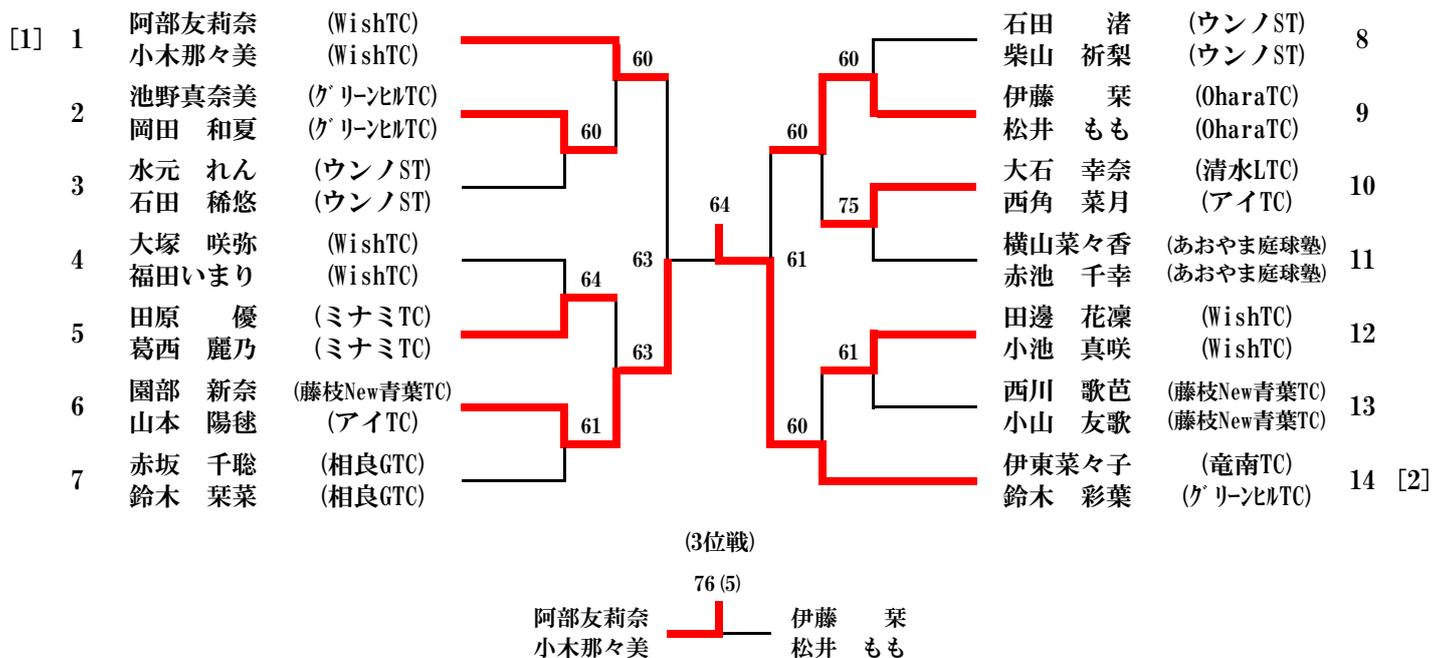 [1] 1 阿部友莉奈 (WishTC)
小木那々美 (WishTC)
2 池野真奈美 (グリーンヒルTC)
岡田 和夏 (グリーンヒルTC)
3 水元 れん (ウンノST)
石田 稀悠 (ウンノST)
4 大塚 咲弥 (WishTC)
福田いまり (WishTC)
5 田原 優 (ミナミTC)
葛西 麗乃 (ミナミTC)
6 園部 新奈 (藤枝New青葉TC)
山本 陽毬 (アイTC)
7 赤坂 千聡 (相良GTC)
鈴木 栞菜 (相良GTC)
60
60
63
64
63
61
64
60
60
75
61
61
60
石田 渚 (ウンノST) 8
柴山 祈梨 (ウンノST)
伊藤 栞 (OharaTC) 9
松井 もも (OharaTC)
大石 幸奈 (清水LTC) 10
西角 菜月 (アイTC)
横山菜々香 (あおやま庭球塾) 11
赤池 千幸 (あおやま庭球塾)
田邊 花凜 (WishTC) 12
小池 真咲 (WishTC)
西川 歌芭 (藤枝New青葉TC) 13
小山 友歌 (藤枝New青葉TC)
伊東菜々子 (竜南TC) 14 [2]
鈴木 彩葉 (グリーンヒルTC)
(3位戦)
76(5)
阿部友莉奈 伊藤 栞
小木那々美 松井 もも